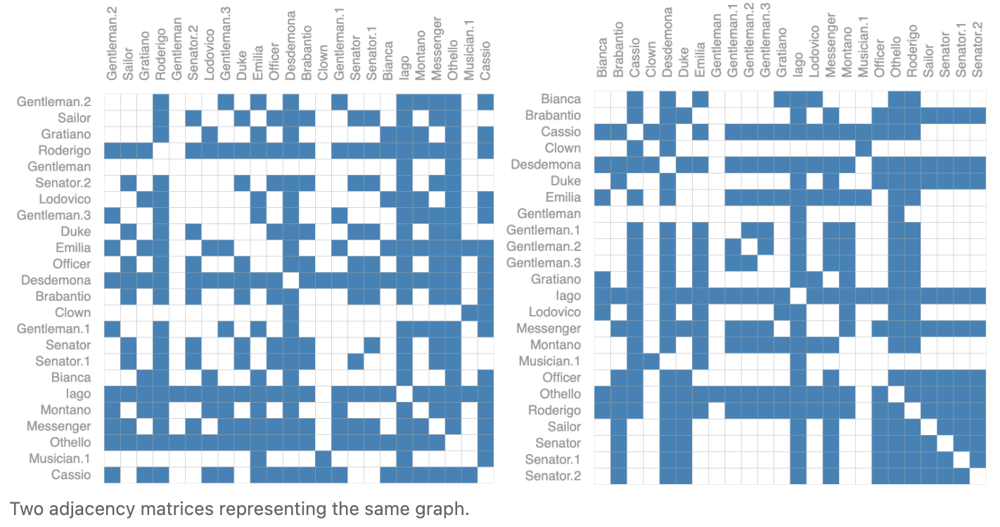 Gentleman.2
Sailor
Gratiano
Roderigo
Gentleman
Senator.2
Lodovico
Gentleman.3
Duke
Emilia
Officer
Desdemona
Brabantio
Clown
Gentleman.1
Senator
Senator.1
Bianca
Iago
Montano
Messenger
Othello
Musician.1
Cassio
Gentleman.2
Sailor
Gratiano
Roderigo
Gentleman
Senator.2
Lodovico
Gentleman.3
Duke
Emilia
Officer
Desdemona
Brabantio
Clown
Gentleman.1
Senator
Senator.1
Bianca
Iago
Montano
Messenger
Othello
Musician.1
Cassio
Bianca
Brabantio
Cassio
Clown
Desdemona
Duke
Emilia
Gentleman
Gentleman.1
Gentleman.2
Gentleman.3
Gratiano
Iago
Lodovico
Messenger
Montano
Musician.1
Officer
Othello
Roderigo
Sailor
Senator
Senator.1
Senator.2
Bianca
Brabantio
Cassio
Clown
Desdemona
Duke
Emilia
Gentleman
Gentleman.1
Gentleman.2
Gentleman.3
Gratiano
Iago
Lodovico
Messenger
Montano
Musician.1
Officer
Othello
Roderigo
Sailor
Senator
Senator.1
Senator.2
Two adjacency matrices representing the same graph.